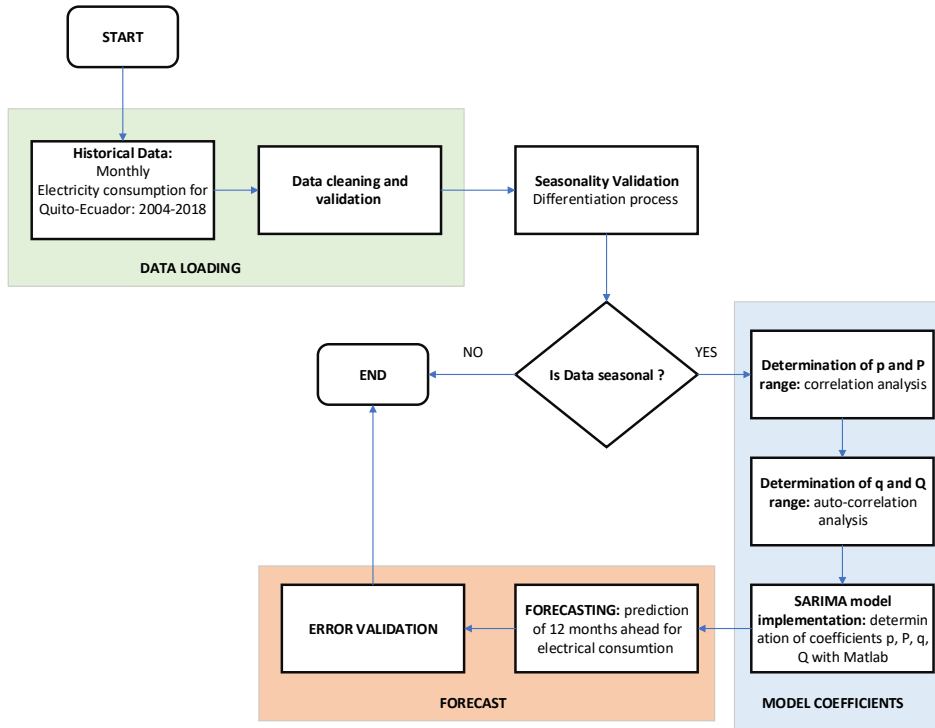 START
Historical Data:
Monthly
Electricity consumption for
Quito-Ecuador: 2004-2018
Data cleaning and
validation
DATA LOADING
Seasonality Validation
Differentiation process
Is Data seasonal ?
NO
YES
END
Determination of p and P
range: correlation analysis
Determination of q and Q
range: auto-correlation
analysis
SARIMA model
implementation: determin
ation of coefficients p, P, q,
Q with Matlab
MODEL COEFFICIENTS
FORECASTING: prediction
of 12 months ahead for
electrical consumtion
ERROR VALIDATION
FORECAST